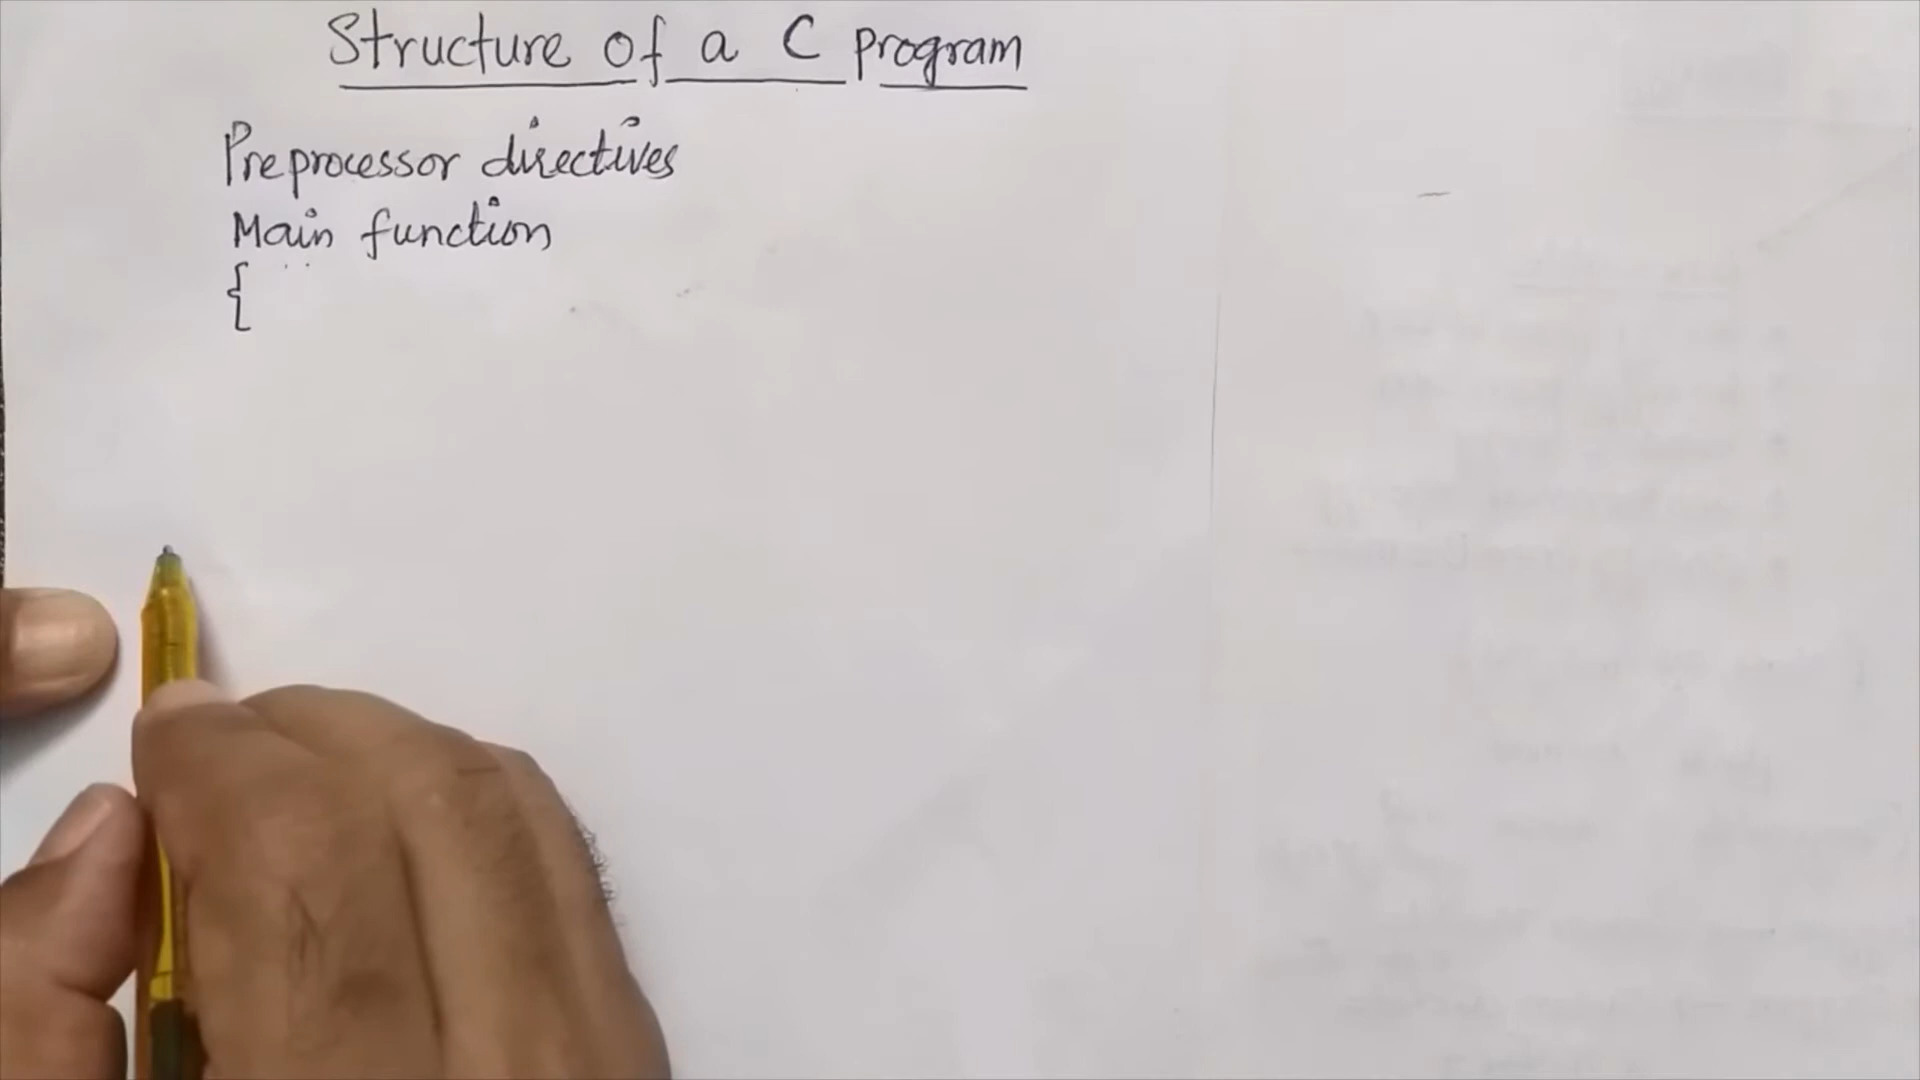 Structure of a C program
Preprocessor directives
Main function
{